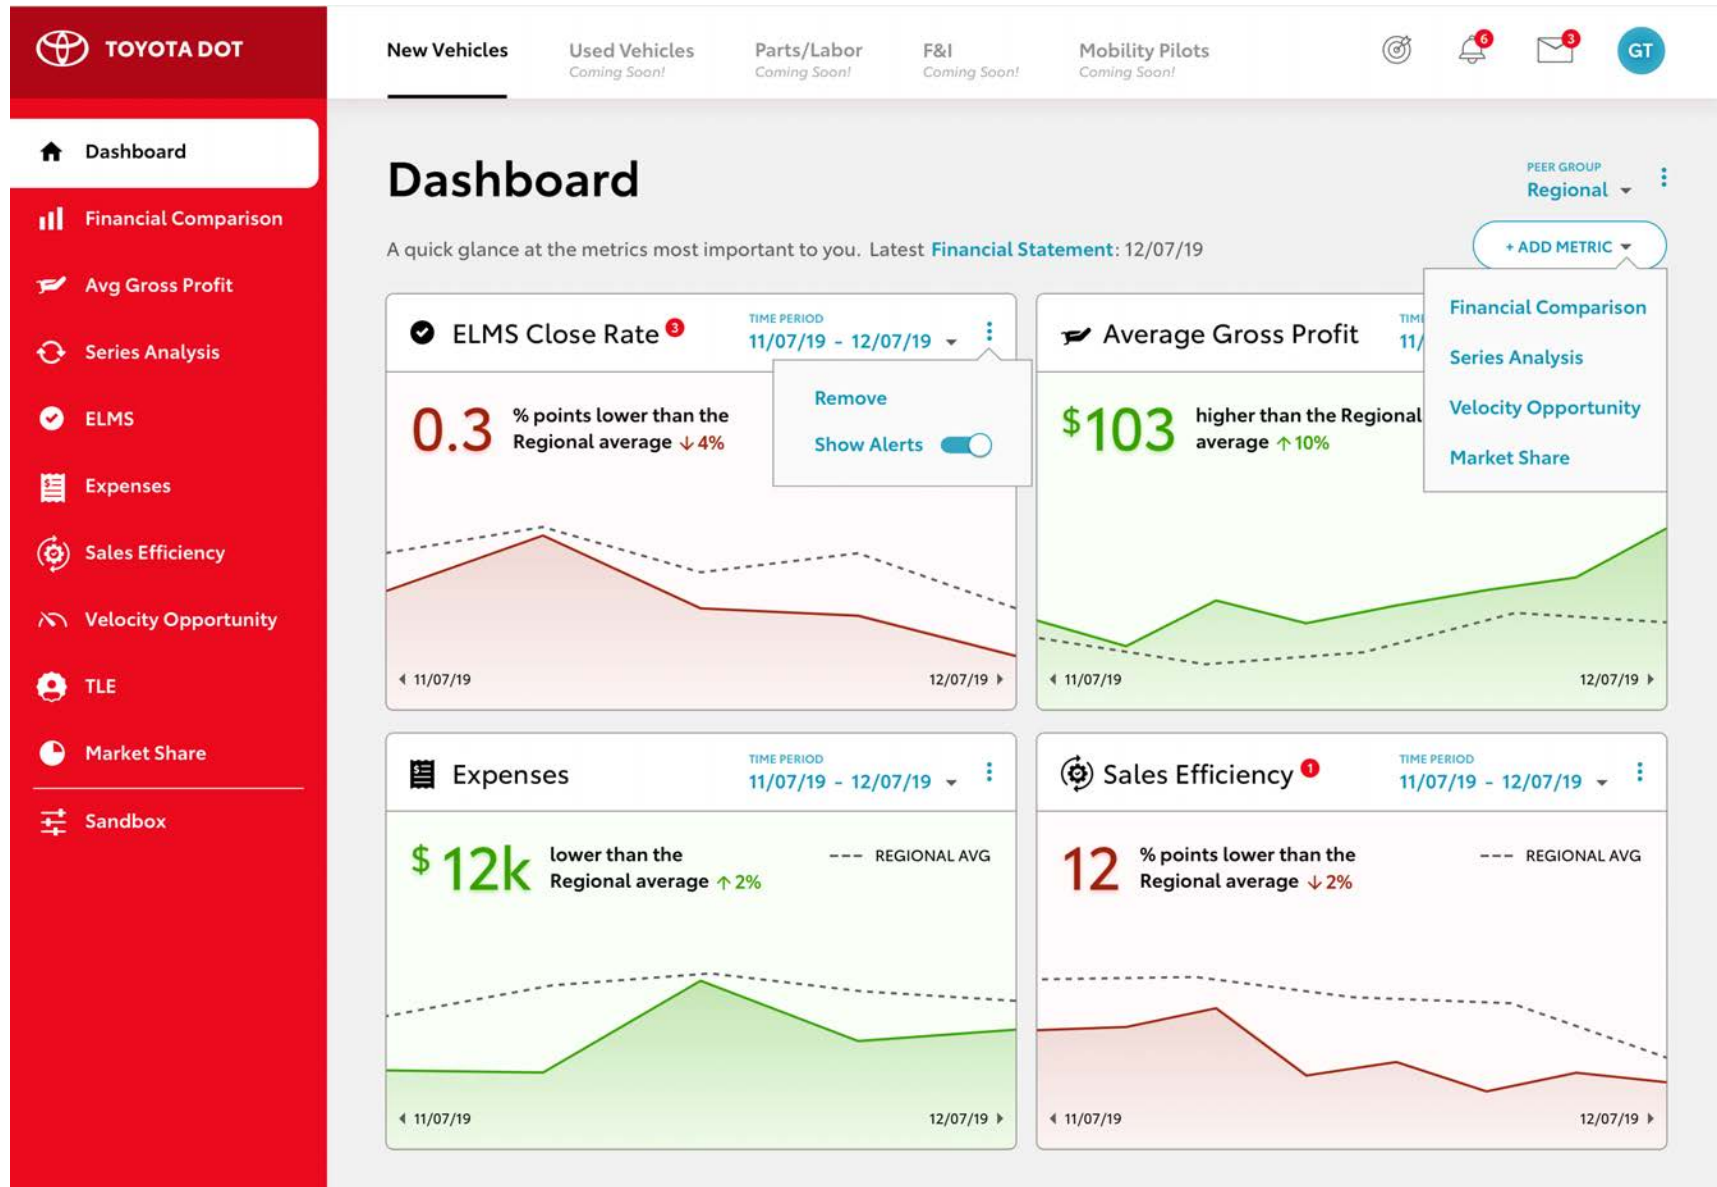 TOYOTA DOT
New Vehicles
Used Vehicles
Coming Soon!
Parts/Labor
Coming Soon!
F&I
Coming Soon!
Mobility Pilots
Coming Soon!
6
3
GT
Dashboard
Financial Comparison
Avg Gross Profit
Series Analysis
ELMS
Expenses
Sales Efficiency
Velocity Opportunity
TLE
Market Share
Sandbox
Dashboard
PEER GROUP
Regional
A quick glance at the metrics most important to you. Latest Financial Statement: 12/07/19
+ ADD METRIC
Financial Comparison
Series Analysis
Velocity Opportunity
Market Share
ELMS Close Rate 3
TIME PERIOD
11/07/19 - 12/07/19
Remove
Show Alerts
0.3
% points lower than the
Regional average ↓ 4%
11/07/19
12/07/19
Average Gross Profit
TIM
11/
$103
higher than the Regional
average ↑ 10%
11/07/19
12/07/19
Expenses
TIME PERIOD
11/07/19 - 12/07/19
$ 12k
lower than the
Regional average ↑ 2%
--- REGIONAL AVG
11/07/19
12/07/19
Sales Efficiency 1
TIME PERIOD
11/07/19 - 12/07/19
12
% points lower than the
Regional average ↓ 2%
--- REGIONAL AVG
11/07/19
12/07/19